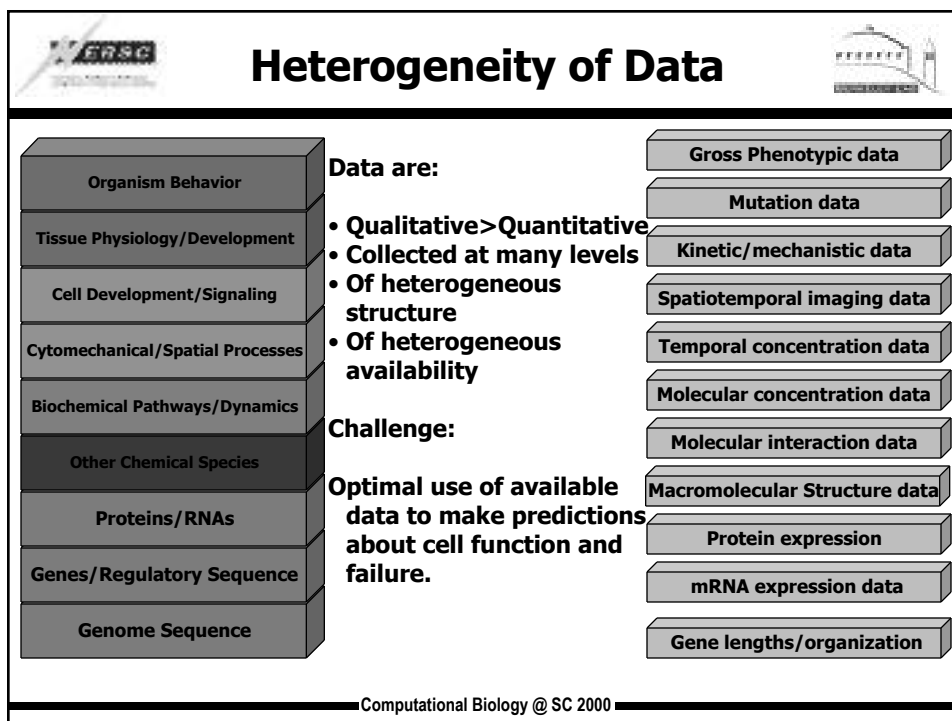 NERSC
Heterogeneity of Data
Organism Behavior
Tissue Physiology/Development
Cell Development/Signaling
Cytomechanical/Spatial Processes
Biochemical Pathways/Dynamics
Other Chemical Species
Proteins/RNAs
Genes/Regulatory Sequence
Genome Sequence
Data are:
• Qualitative>Quantitative
• Collected at many levels
• Of heterogeneous
structure
• Of heterogeneous
availability
Challenge:
Optimal use of available
data to make predictions
about cell function and
failure.
Gross Phenotypic data
Mutation data
Kinetic/mechanistic data
Spatiotemporal imaging data
Temporal concentration data
Molecular concentration data
Molecular interaction data
Macromolecular Structure data
Protein expression
mRNA expression data
Gene lengths/organization
Computational Biology @ SC 2000